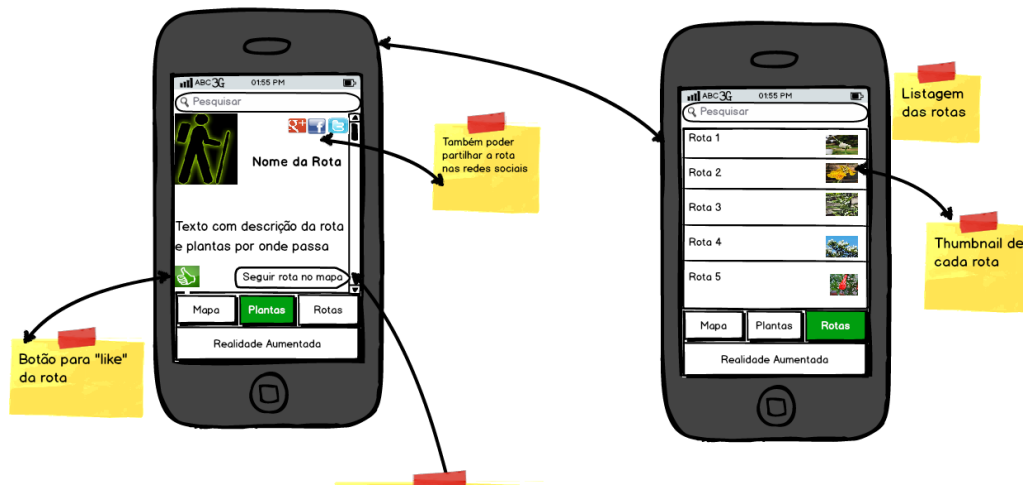 ABC 3G 01:55 PM
Pesquisar
Nome da Rota
Texto com descrição da rota
e plantas por onde passa
Seguir rota no mapa
Mapa Plantas Rotas
Realidade Aumentada
Também poder
partilhar a rota
nas redes sociais
Botão para "like"
da rota
ABC 3G 01:55 PM
Pesquisar
Rota 1
Rota 2
Rota 3
Rota 4
Rota 5
Mapa Plantas Rotas
Realidade Aumentada
Listagem
das rotas
Thumbnail de
cada rota